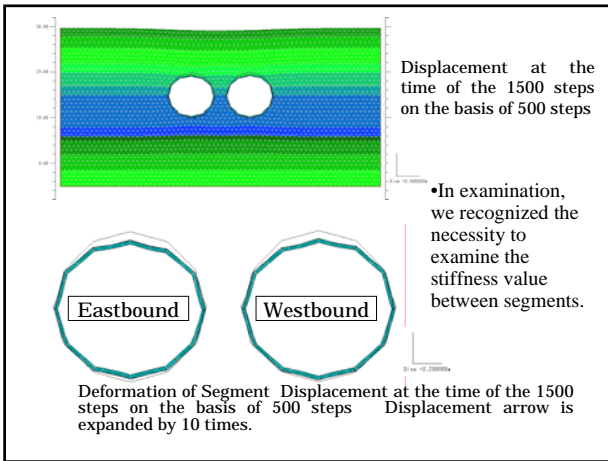 Displacement at the
time of the 1500 steps
on the basis of 500 steps
•In examination,
we recognized the
necessity to
examine the
stiffness value
between segments.
Eastbound
Westbound
Deformation of Segment Displacement at the time of the 1500
steps on the basis of 500 steps Displacement arrow is
expanded by 10 times.